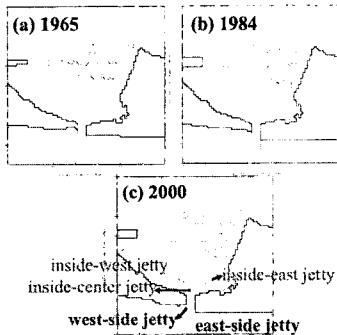 (a) 1965
(b) 1984
(c) 2000
inside-west jetty
inside-east jetty
inside-center jetty
west-side jetty
east-side jetty